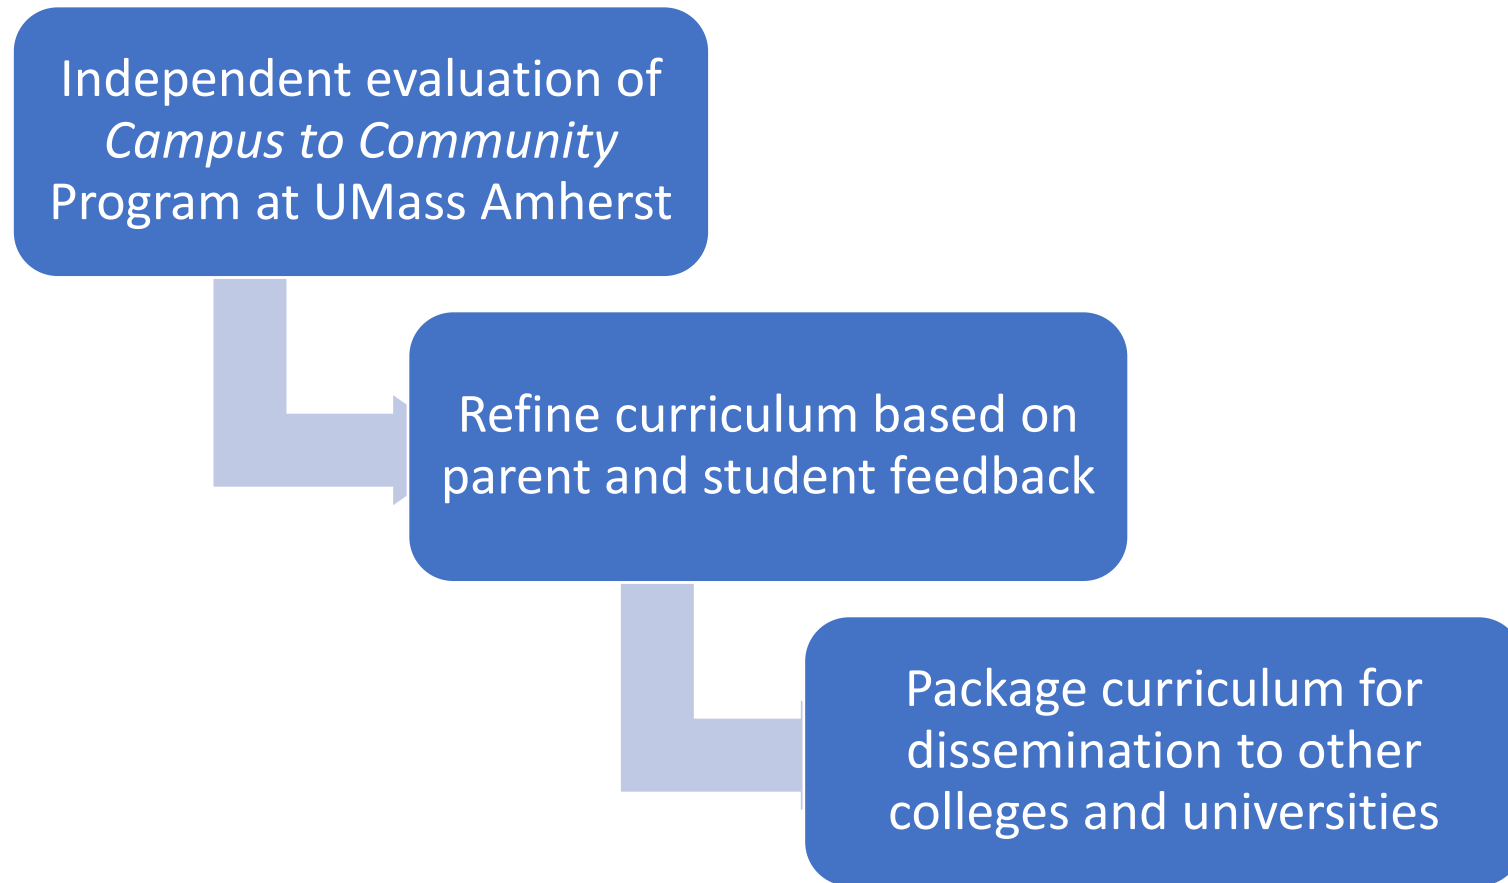 Independent evaluation of
Campus to Community
Program at UMass Amherst
Refine curriculum based on
parent and student feedback
Package curriculum for
dissemination to other
colleges and universities